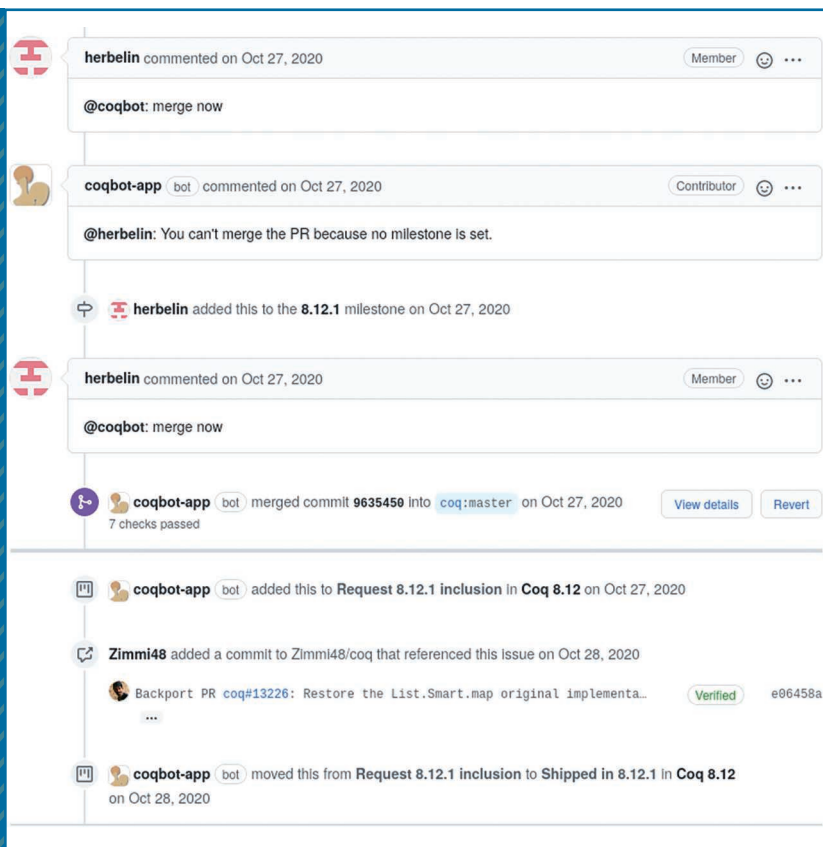 herbelin commented on Oct 27, 2020 Member ...
@coqbot: merge now
coqbot-app bot commented on Oct 27, 2020 Contributor ...
@herbelin: You can't merge the PR because no milestone is set.
herbelin added this to the 8.12.1 milestone on Oct 27, 2020
herbelin commented on Oct 27, 2020 Member ...
@coqbot: merge now
coqbot-app bot merged commit 9635450 into coq:master on Oct 27, 2020 View details Revert
7 checks passed
coqbot-app bot added this to Request 8.12.1 inclusion in Coq 8.12 on Oct 27, 2020
Zimmi48 added a commit to Zimmi48/coq that referenced this issue on Oct 28, 2020
Backport PR coq#13226: Restore the List.Smart.map original implementa… Verified e06458a
...
coqbot-app bot moved this from Request 8.12.1 inclusion to Shipped in 8.12.1 in Coq 8.12
on Oct 28, 2020